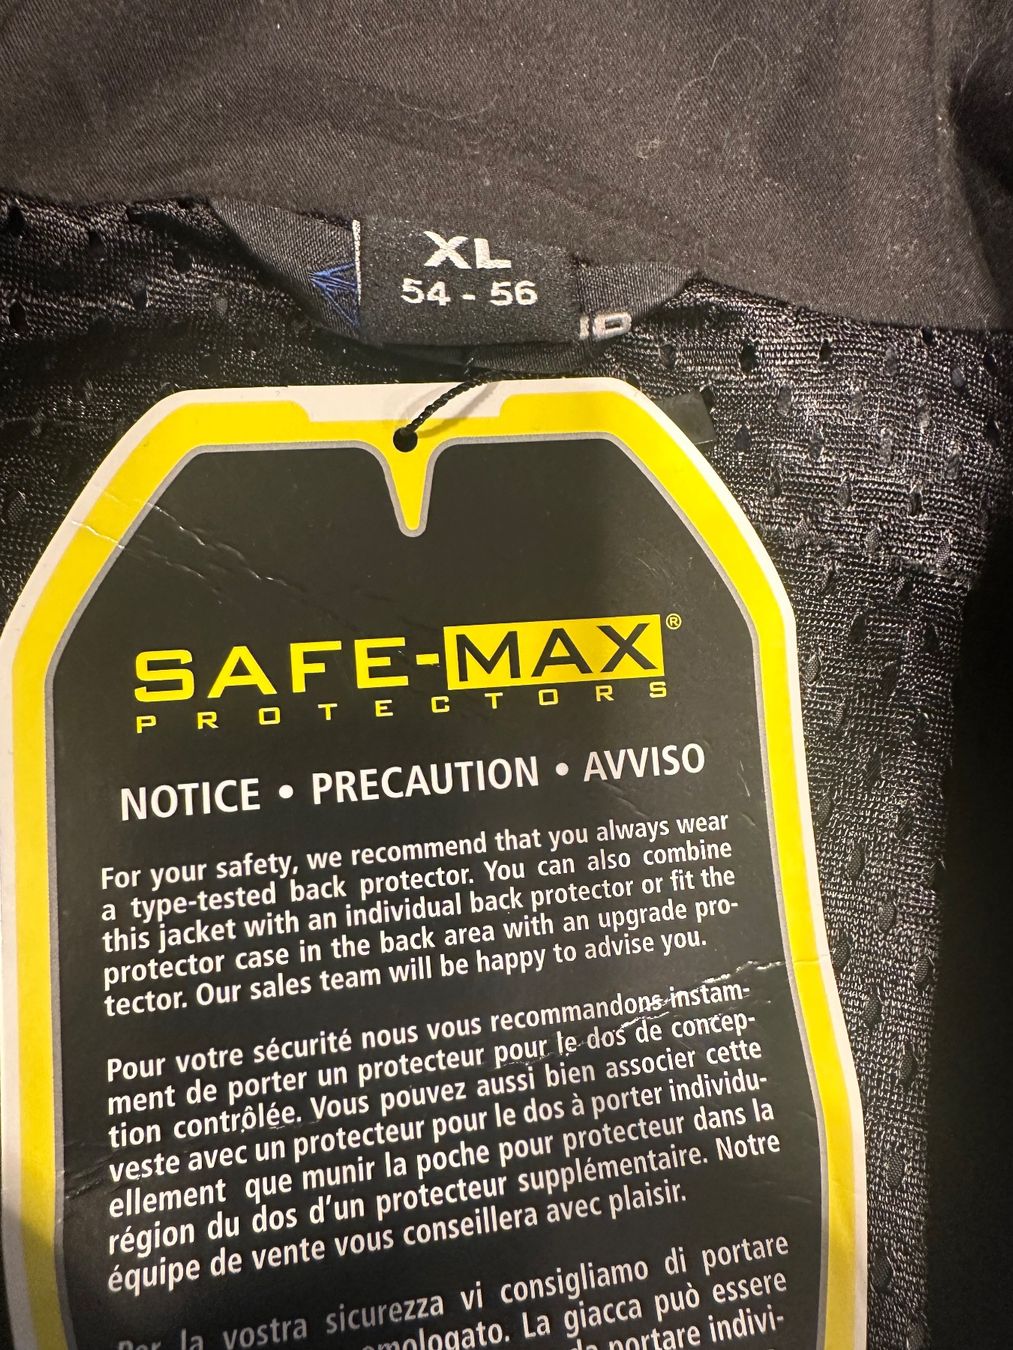 XL
54 - 56
SAFE-MAX®
PROTECTORS
NOTICE • PRECAUTION • AVVISO
For your safety, we recommend that you always wear
a type-tested back protector. You can also combine
this jacket with an individual back protector or fit the
protector case in the back area with an upgrade pro-
tector. Our sales team will be happy to advise you.
Pour votre sécurité nous vous recommandons instam-
ment de porter un protecteur pour le dos de concep-
tion contrôlée. Vous pouvez aussi bien associer cette
veste avec un protecteur pour le dos à porter individu-
ellement que munir la poche pour protecteur dans la
région du dos d'un protecteur supplémentaire. Notre
équipe de vente vous conseillera avec plaisir.
Per la vostra sicurezza vi consigliamo di portare
La giacca può essere
da portare indivi-